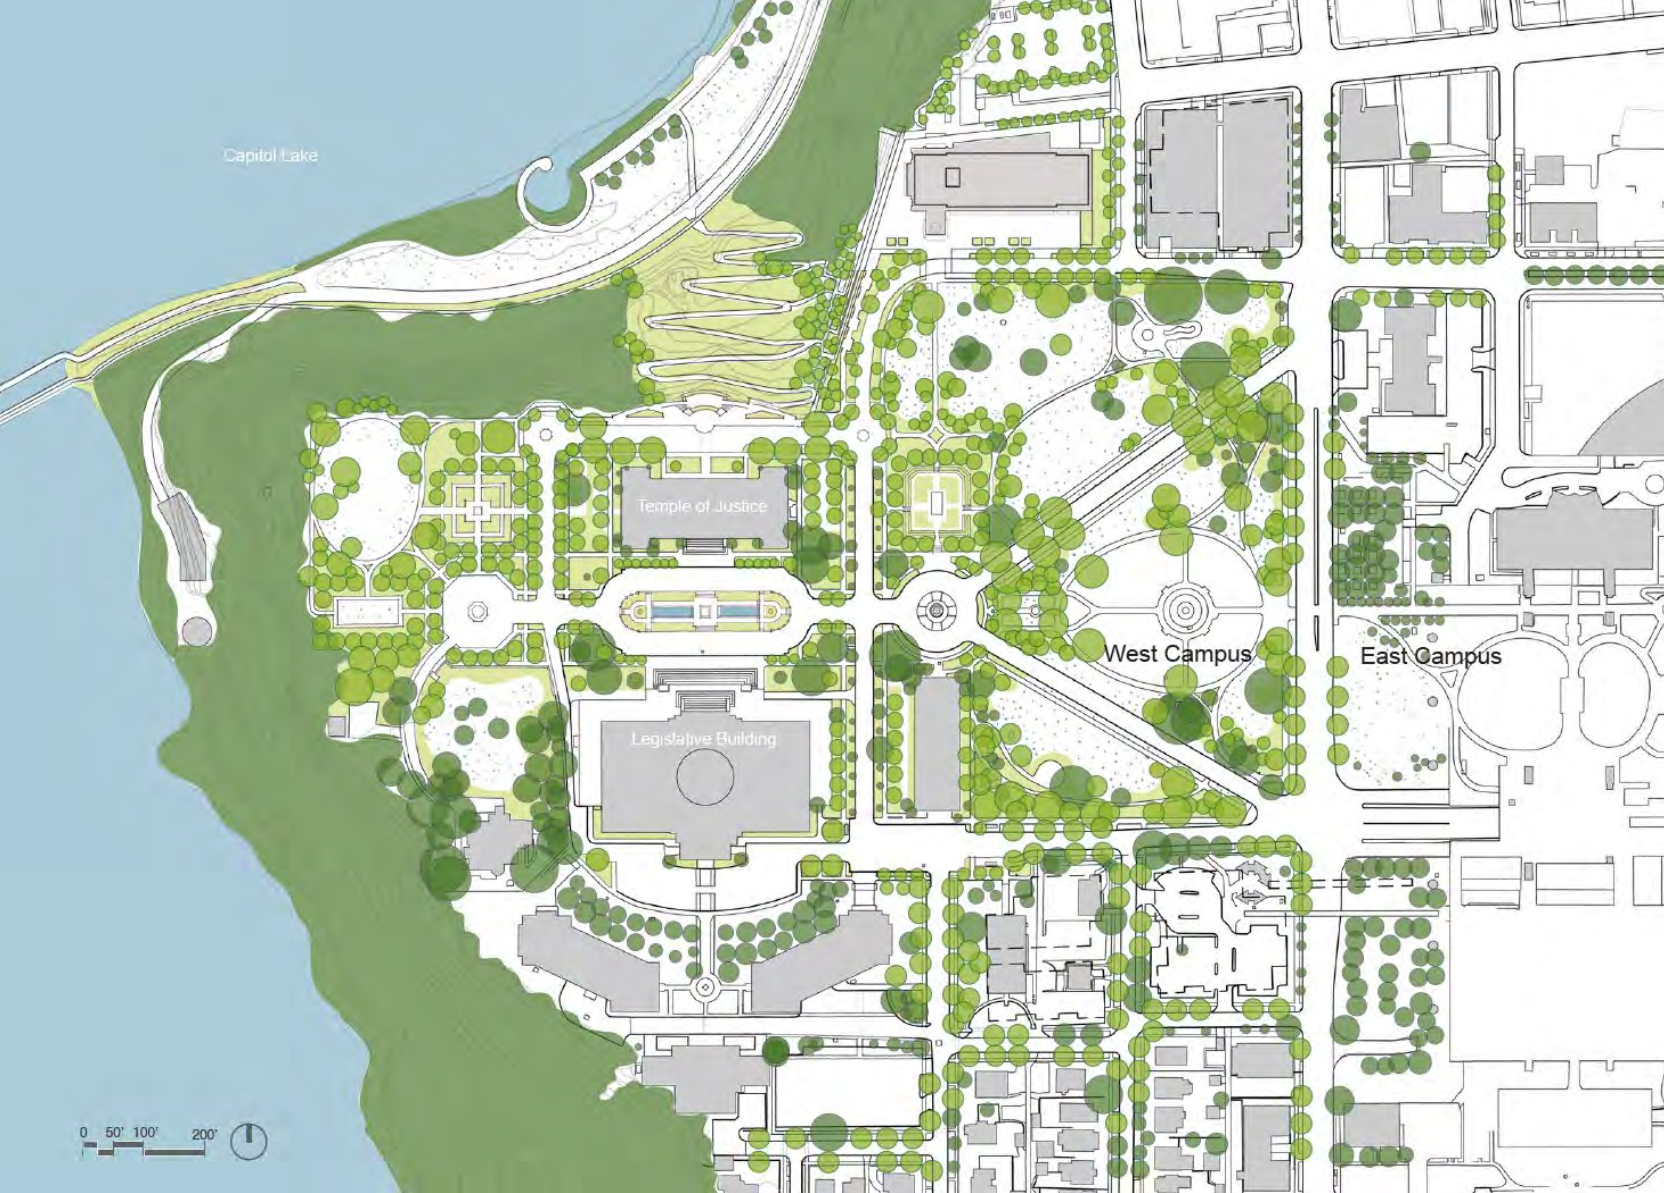 Capitol Lake
Temple of Justice
West Campus
East Campus
Legislative Building
0 50' 100' 200'